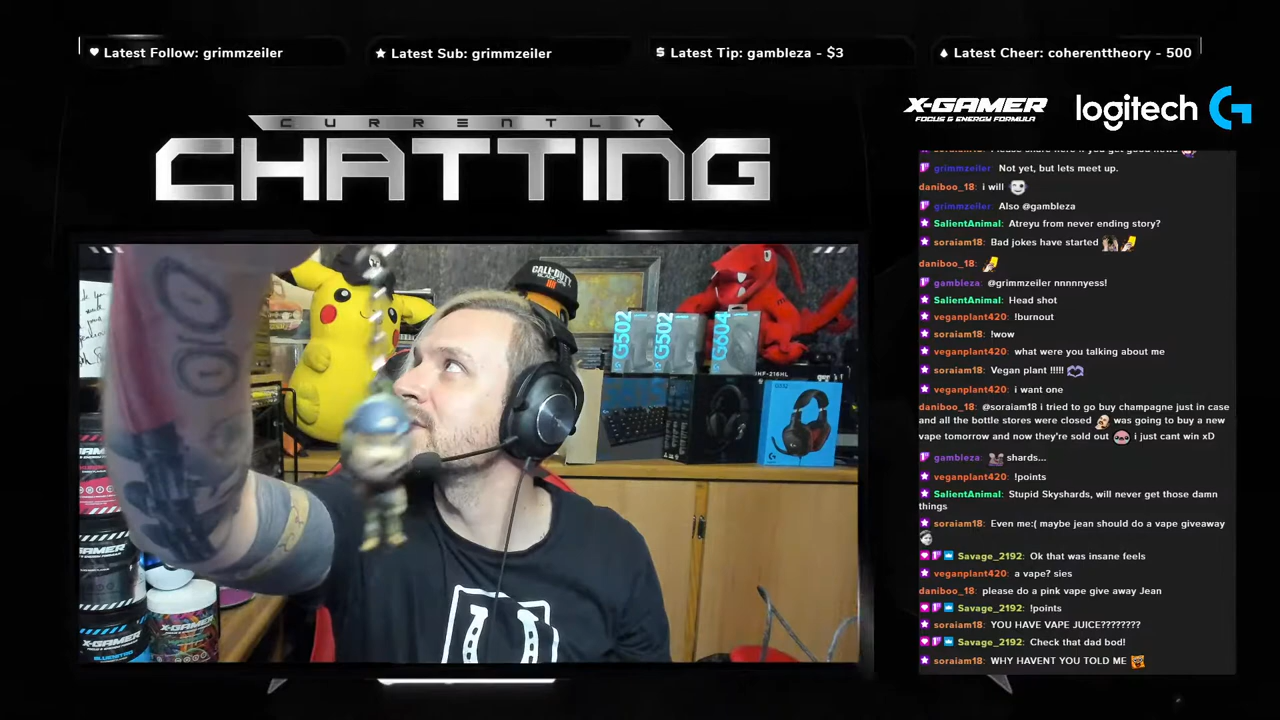 Latest Follow: grimmzeiler
Latest Sub: grimmzeiler
Latest Tip: gambleza - $3
Latest Cheer: coherenttheory - 500
X-GAMER
FOCUS & ENERGY FORMULA
logitech G
CURRENTLY
CHATTING
grimmzeiler: Not yet, but lets meet up.
daniboo_18: i will
grimmzeiler: Also @gambleza
SalientAnimal: Atreyu from never ending story?
soraiam18: Bad jokes have started
daniboo_18:
gambleza: @grimmzeiler nnnnnyess!
SalientAnimal: Head shot
veganplant420: !burnout
soraiam18: !wow
veganplant420: what were you talking about me
soraiam18: Vegan plant !!!!!
veganplant420: i want one
daniboo_18: @soraiam18 i tried to go buy champagne just in case
and all the bottle stores were closed was going to buy a new
vape tomorrow and now they're sold out i just cant win xD
gambleza: shards...
veganplant420: !points
SalientAnimal: Stupid Skyshards, will never get those damn
things
soraiam18: Even me:( maybe jean should do a vape giveaway
Savage_2192: Ok that was insane feels
veganplant420: a vape? sies
daniboo_18: please do a pink vape give away Jean
Savage_2192: !points
soraiam18: YOU HAVE VAPE JUICE????????
Savage_2192: Check that dad bod!
soraiam18: WHY HAVENT YOU TOLD ME
CALL OF DUTY
G502
G502
G604
X-GAMER
X-GAMER